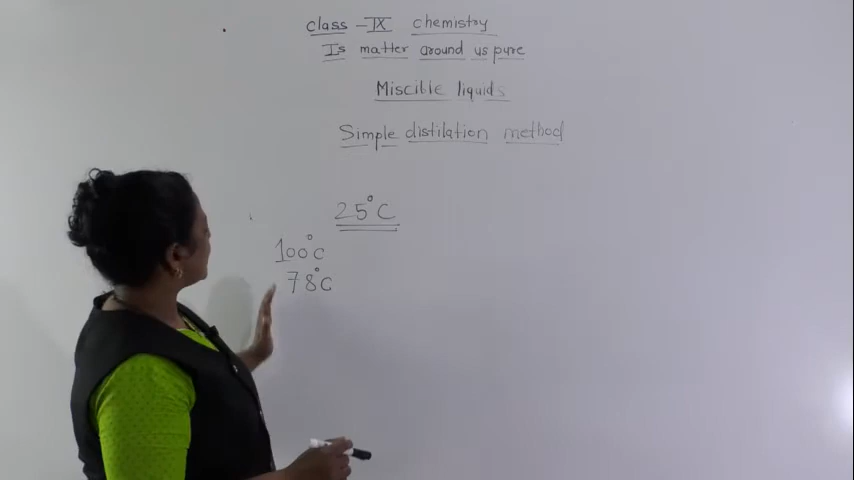 class - IX chemistry
Is matter around us pure
Miscible liquids
Simple distilation method
25°C
100°C
78°C